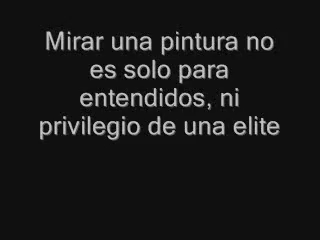 Mirar una pintura no
es solo para
entendidos, ni
privilegio de una elite